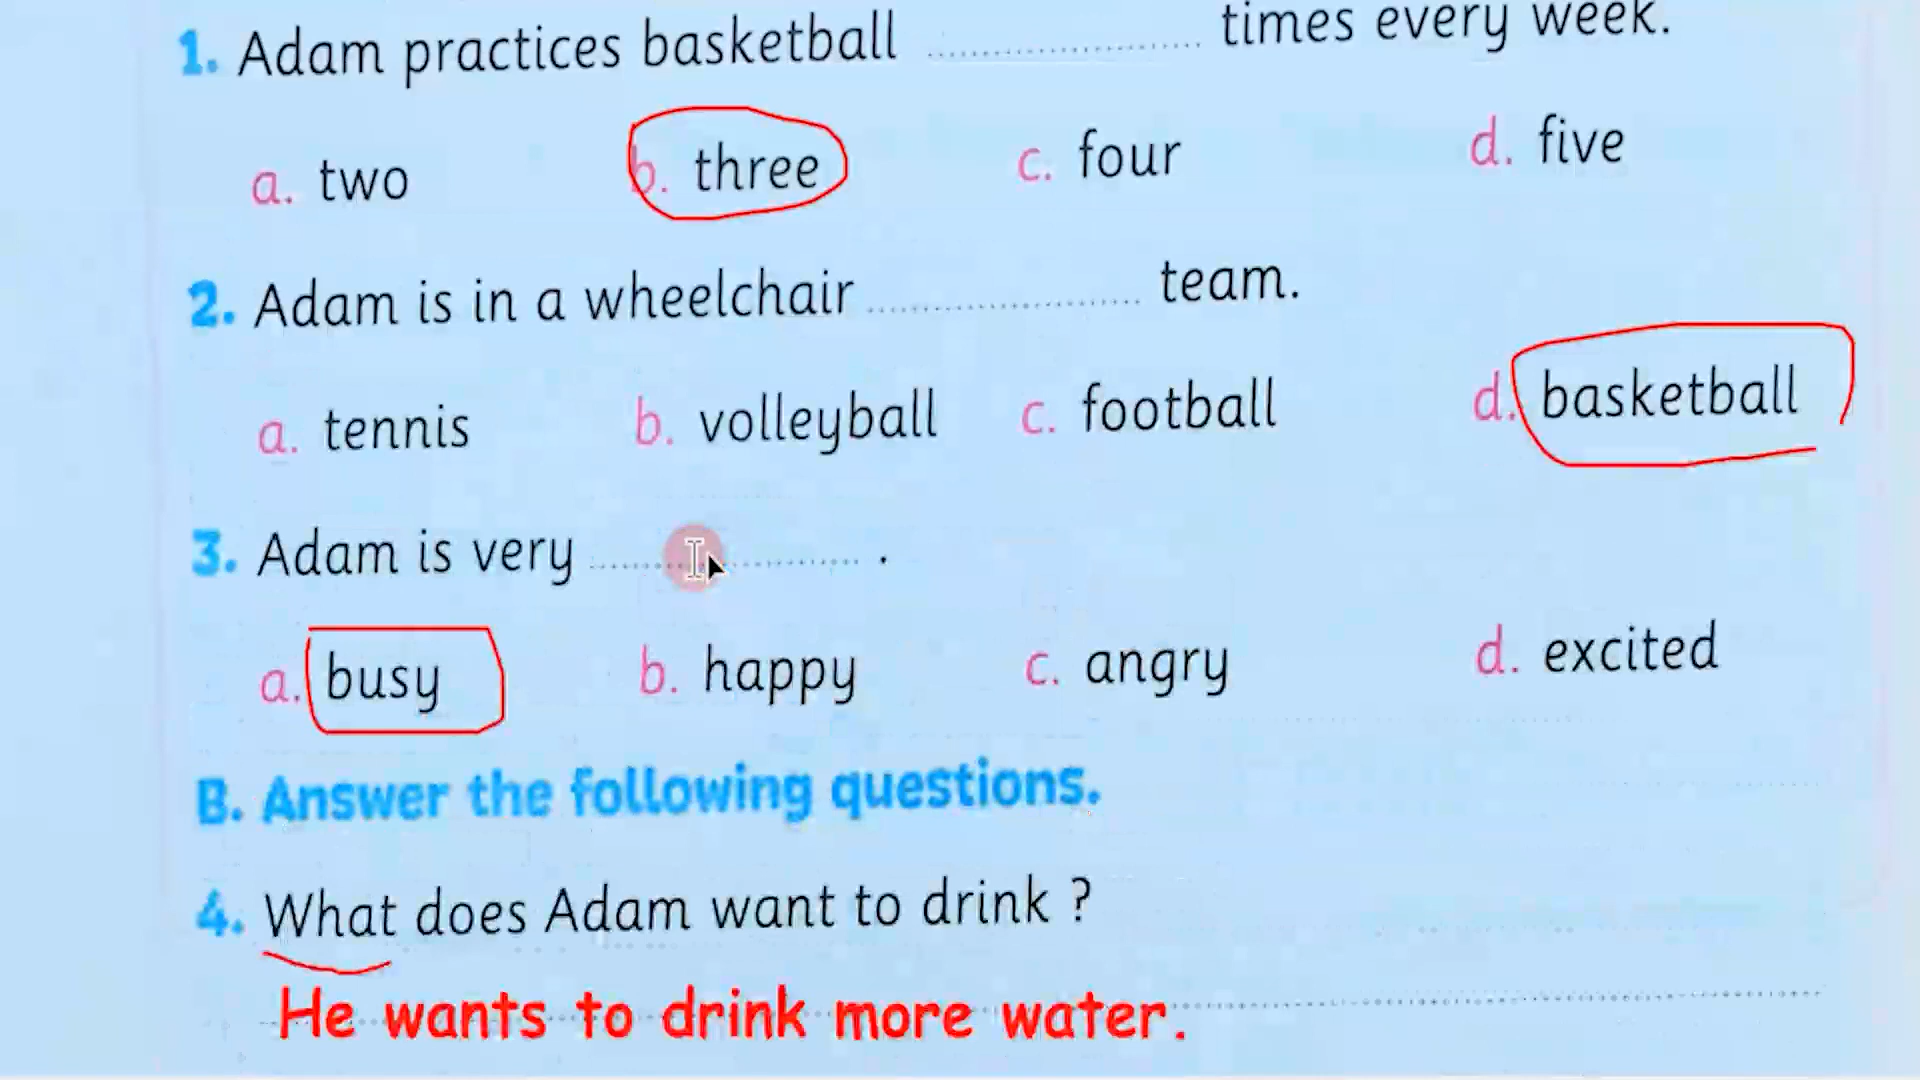 1. Adam practices basketball ........................ times every week.
a. two b. three c. four d. five
2. Adam is in a wheelchair ........................ team.
a. tennis b. volleyball c. football d. basketball
3. Adam is very ........................ .
a. busy b. happy c. angry d. excited
B. Answer the following questions.
4. What does Adam want to drink ?
He wants to drink more water.